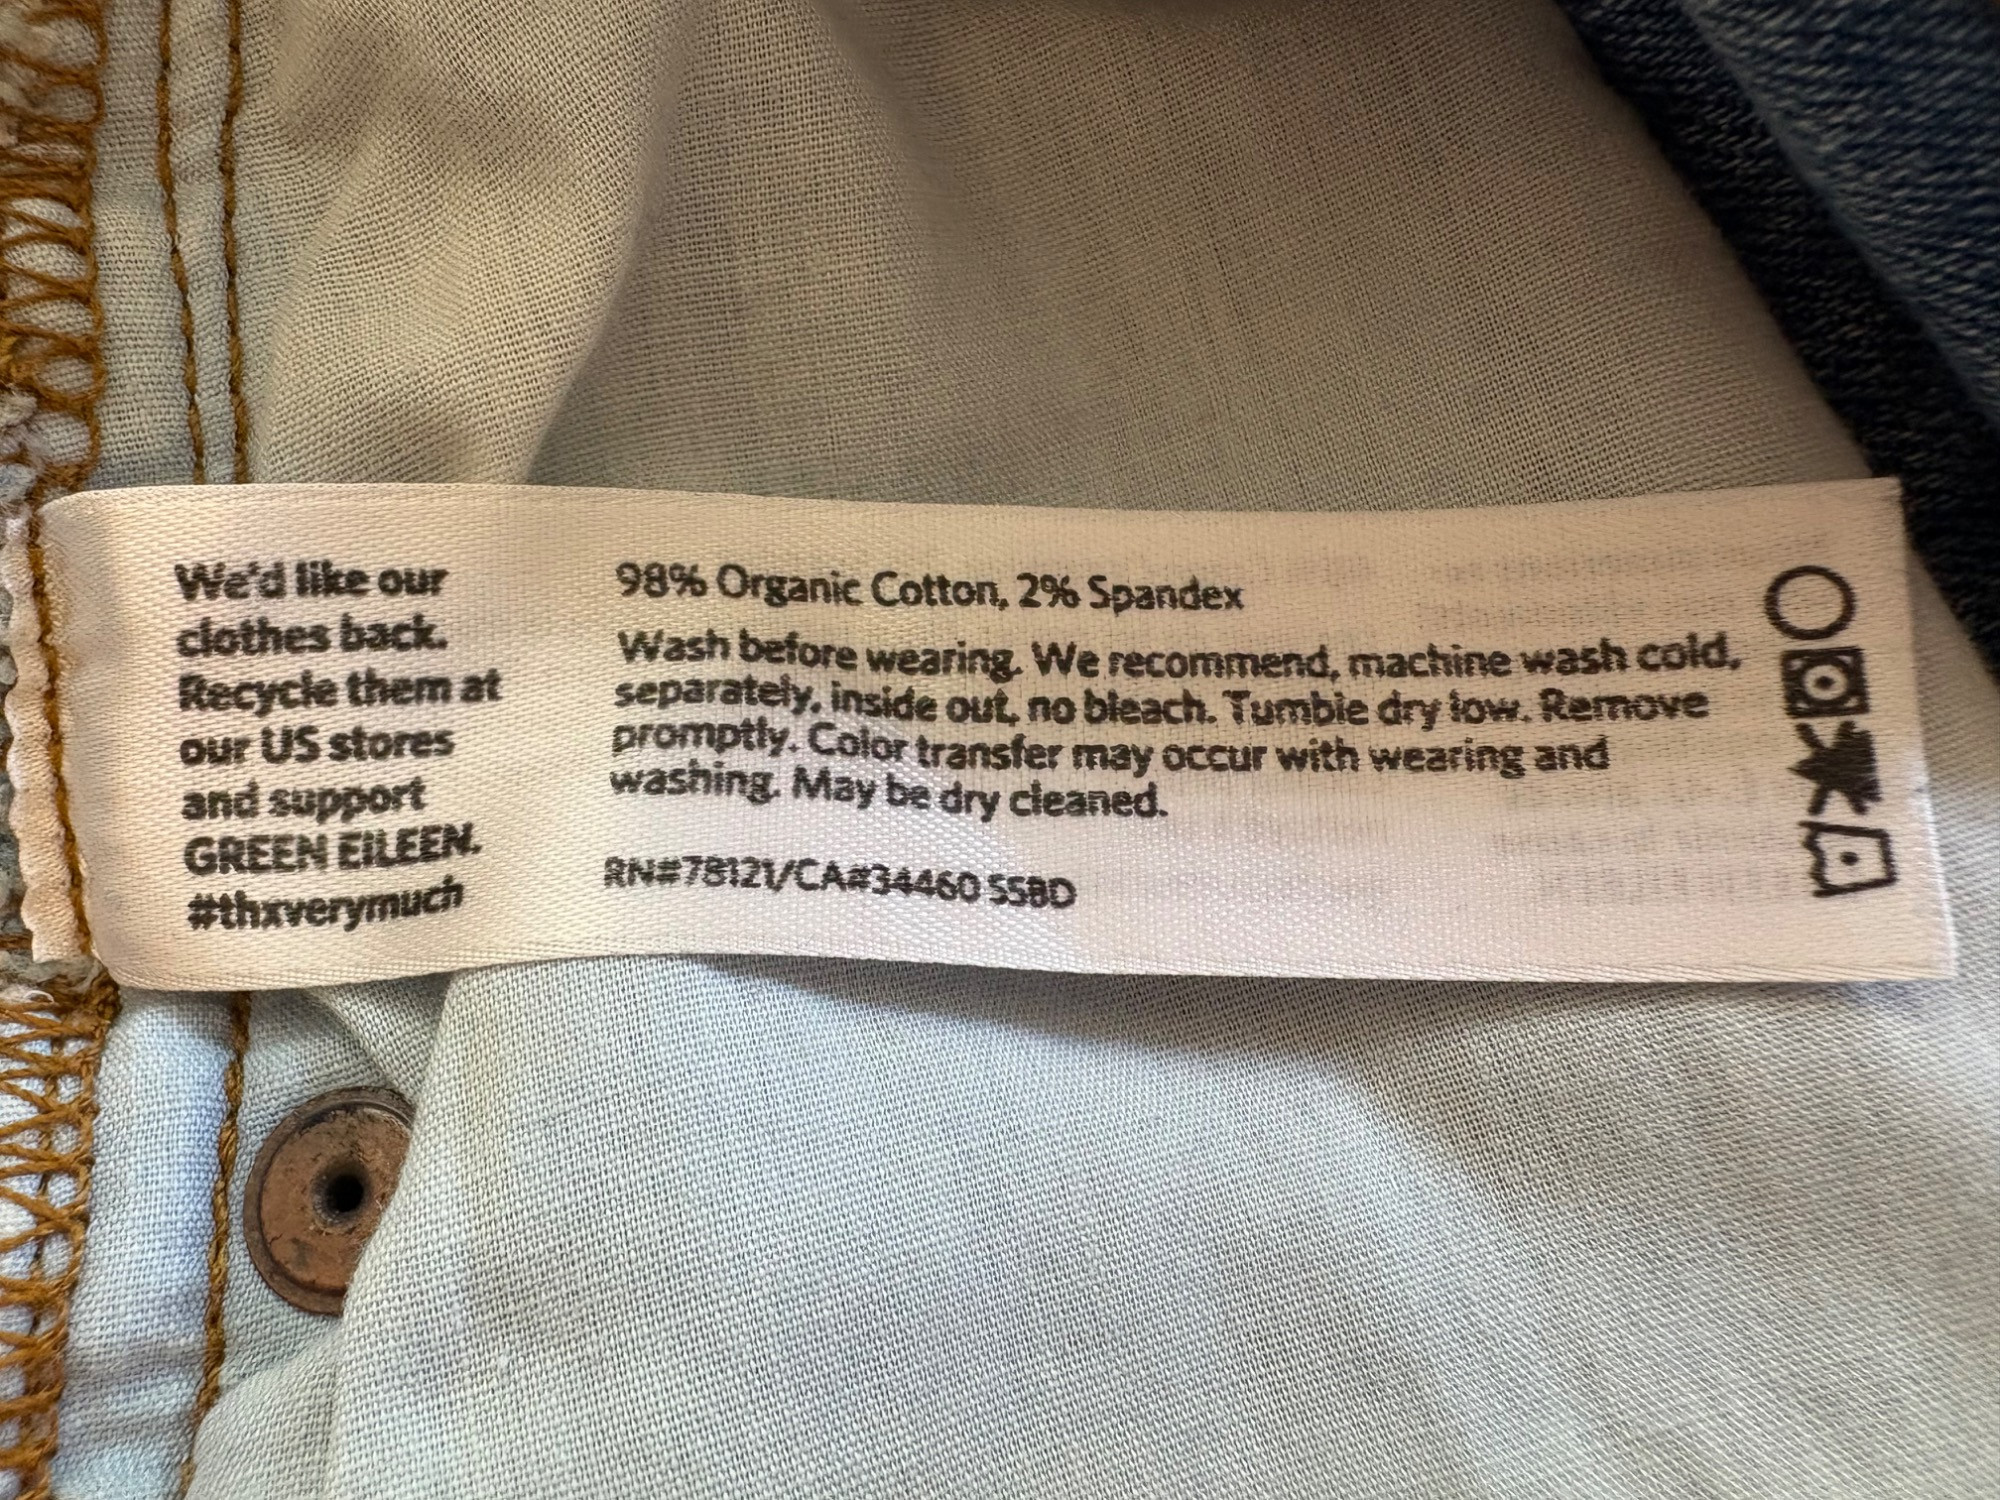 We'd like our
clothes back.
Recycle them at
our US stores
and support
GREEN EILEEN.
#thxverymuch
98% Organic Cotton, 2% Spandex
Wash before wearing. We recommend, machine wash cold,
separately, inside out, no bleach. Tumble dry low. Remove
promptly. Color transfer may occur with wearing and
washing. May be dry cleaned.
RN#78121/CA#34460 SSBD